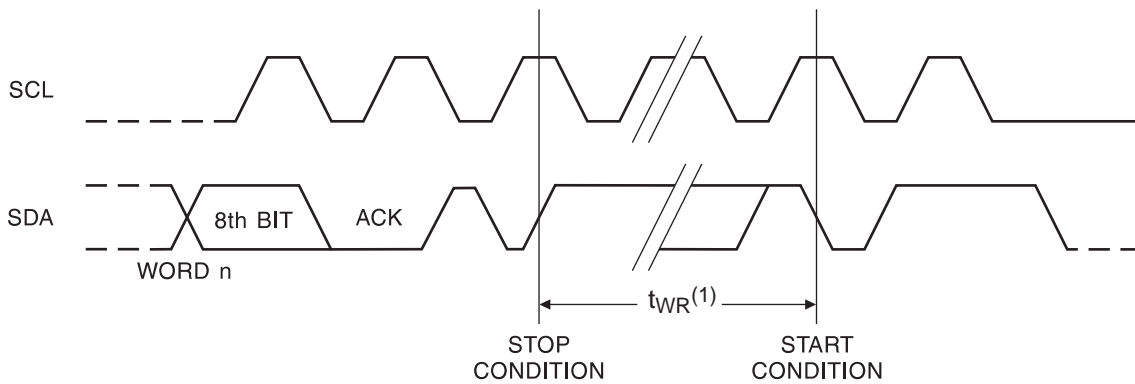 SCL
SDA
8th BIT
ACK
WORD n
tWR(1)
STOP
CONDITION
START
CONDITION